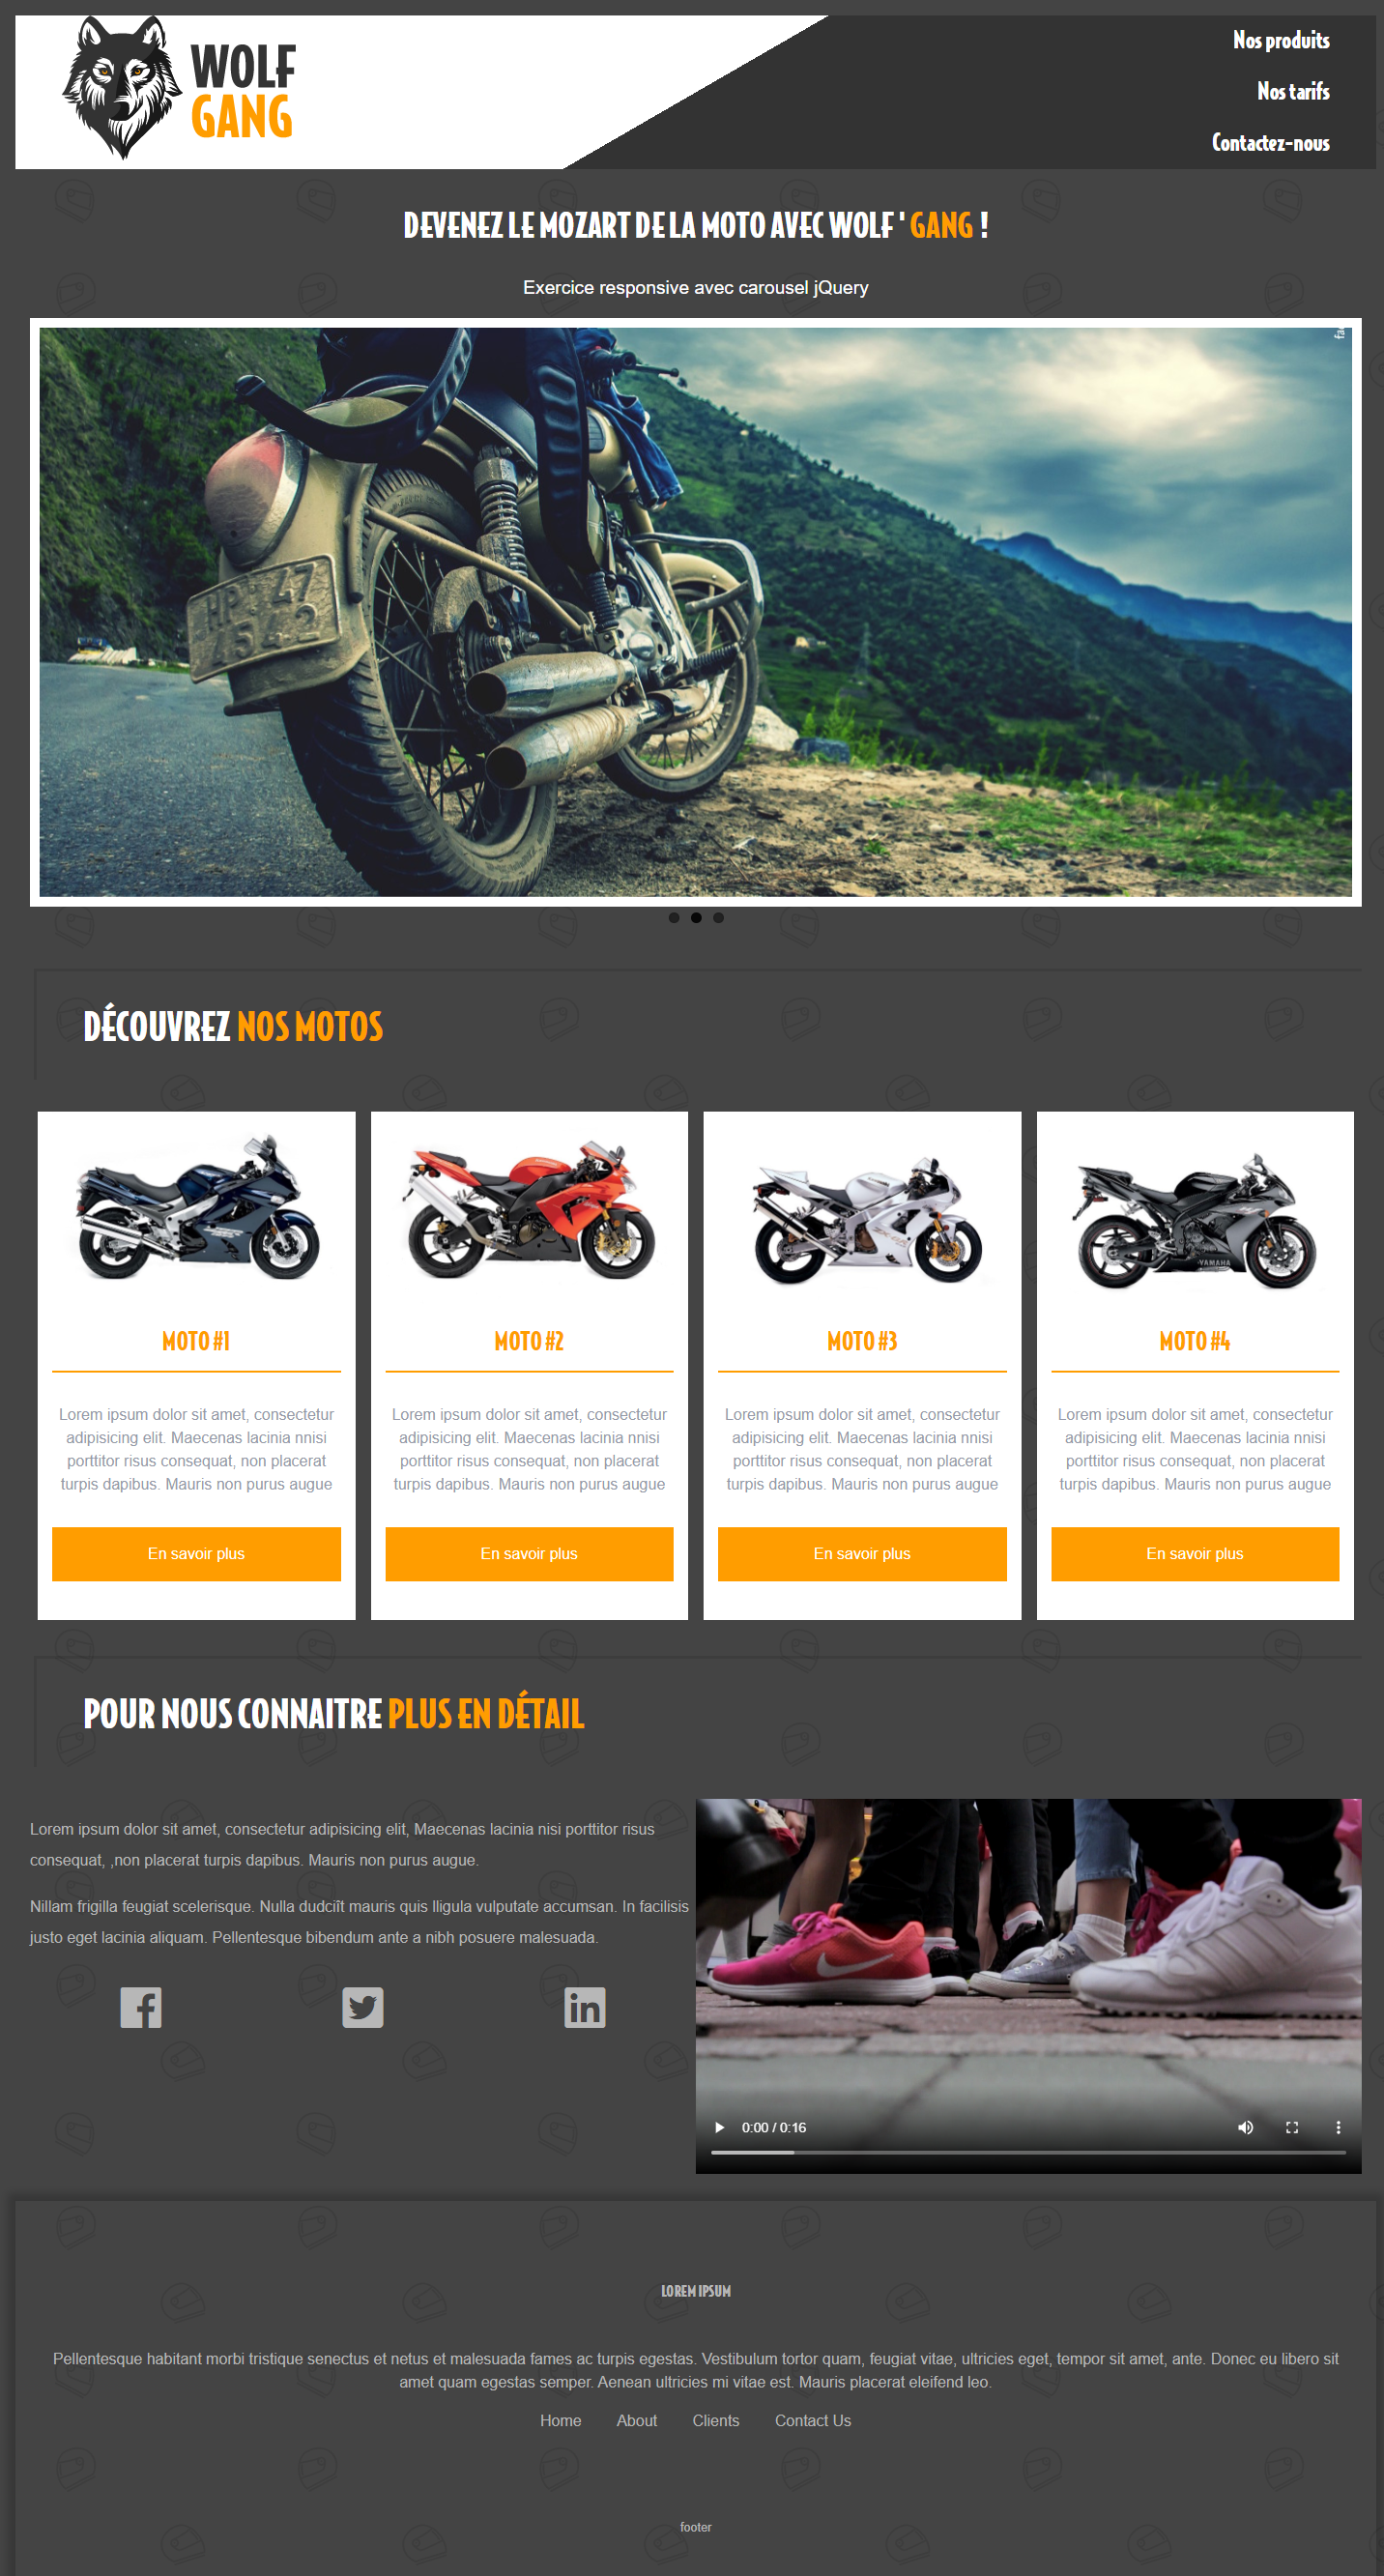 WOLF
GANG
Nos produits
Nos tarifs
Contactez-nous
DEVENEZ LE MOZART DE LA MOTO AVEC WOLF ' GANG !
Exercice responsive avec carousel jQuery
HP 47
4542
DÉCOUVREZ NOS MOTOS
YAMAHA
MOTO #1
MOTO #2
MOTO #3
MOTO #4
Lorem ipsum dolor sit amet, consectetur
adipisicing elit. Maecenas lacinia nnisi
porttitor risus consequat, non placerat
turpis dapibus. Mauris non purus augue
Lorem ipsum dolor sit amet, consectetur
adipisicing elit. Maecenas lacinia nnisi
porttitor risus consequat, non placerat
turpis dapibus. Mauris non purus augue
Lorem ipsum dolor sit amet, consectetur
adipisicing elit. Maecenas lacinia nnisi
porttitor risus consequat, non placerat
turpis dapibus. Mauris non purus augue
Lorem ipsum dolor sit amet, consectetur
adipisicing elit. Maecenas lacinia nnisi
porttitor risus consequat, non placerat
turpis dapibus. Mauris non purus augue
En savoir plus
En savoir plus
En savoir plus
En savoir plus
POUR NOUS CONNAITRE PLUS EN DÉTAIL
Lorem ipsum dolor sit amet, consectetur adipisicing elit, Maecenas lacinia nisi porttitor risus
consequat, ,non placerat turpis dapibus. Mauris non purus augue.
Nillam frigilla feugiat scelerisque. Nulla dudciît mauris quis lligula vulputate accumsan. In facilisis
justo eget lacinia aliquam. Pellentesque bibendum ante a nibh posuere malesuada.
0:00 / 0:16
LOREM IPSUM
Pellentesque habitant morbi tristique senectus et netus et malesuada fames ac turpis egestas. Vestibulum tortor quam, feugiat vitae, ultricies eget, tempor sit amet, ante. Donec eu libero sit
amet quam egestas semper. Aenean ultricies mi vitae est. Mauris placerat eleifend leo.
Home About Clients Contact Us
footer